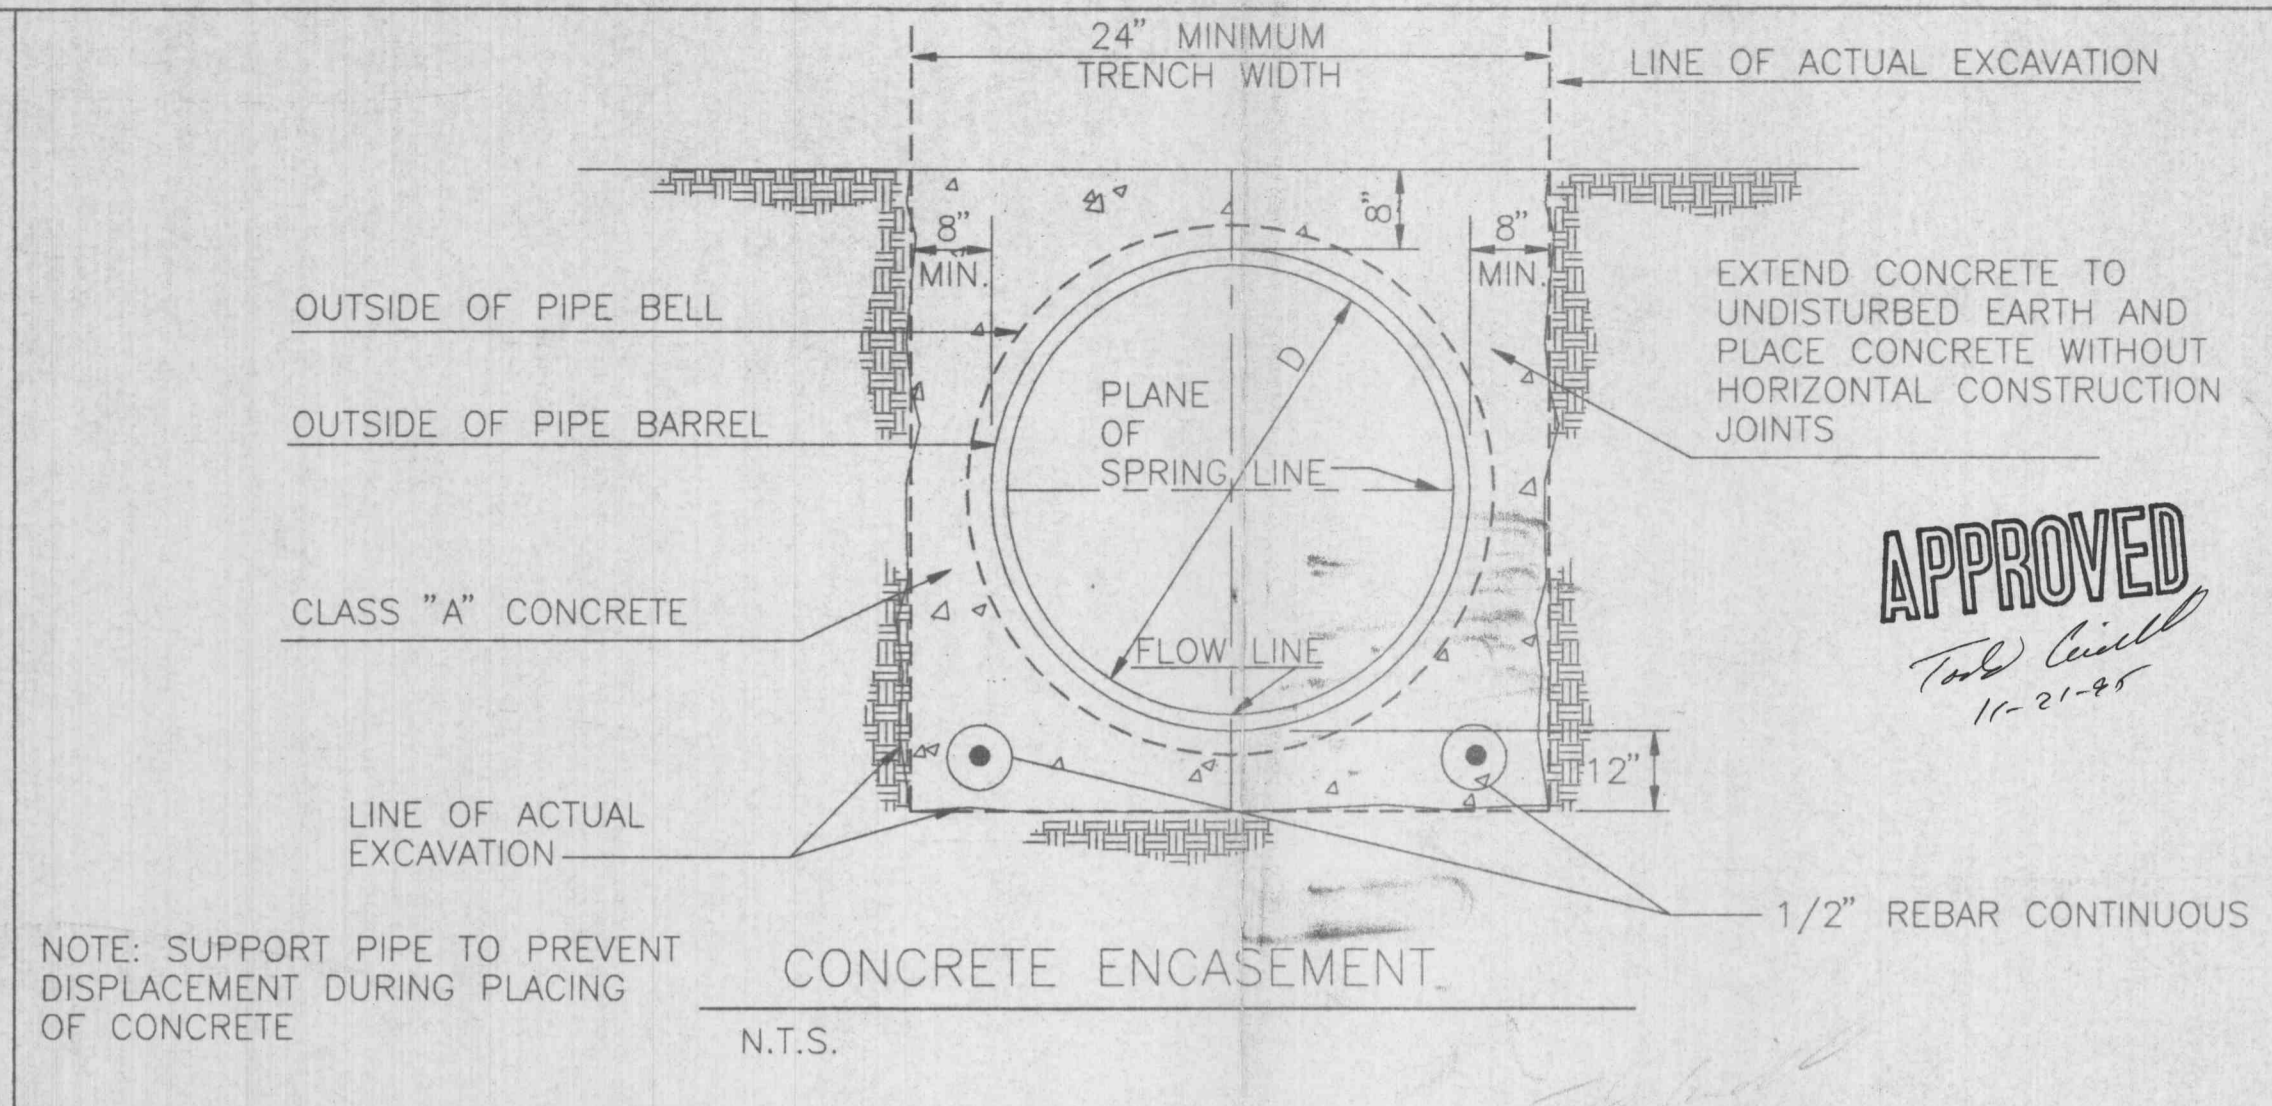 24" MINIMUM
TRENCH WIDTH
LINE OF ACTUAL EXCAVATION
8"
MIN.
8"
8"
MIN.
OUTSIDE OF PIPE BELL
OUTSIDE OF PIPE BARREL
CLASS "A" CONCRETE
D
PLANE
OF
SPRING LINE
FLOW LINE
EXTEND CONCRETE TO
UNDISTURBED EARTH AND
PLACE CONCRETE WITHOUT
HORIZONTAL CONSTRUCTION
JOINTS
APPROVED
Todd
11-21-95
12"
LINE OF ACTUAL
EXCAVATION
1/2" REBAR CONTINUOUS
NOTE: SUPPORT PIPE TO PREVENT
DISPLACEMENT DURING PLACING
OF CONCRETE
CONCRETE ENCASEMENT
N.T.S.